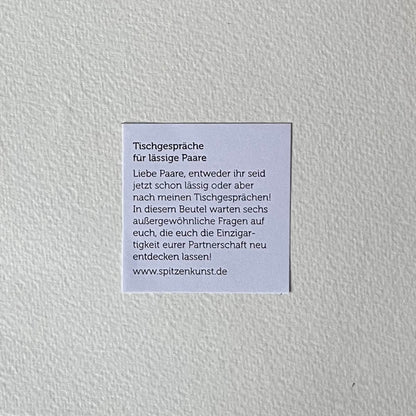 Tischgespräche
für lässige Paare
Liebe Paare, entweder ihr seid
jetzt schon lässig oder aber
nach meinen Tischgesprächen!
In diesem Beutel warten sechs
außergewöhnliche Fragen auf
euch, die euch die Einzigar-
tigkeit eurer Partnerschaft neu
entdecken lassen!
www.spitzenkunst.de